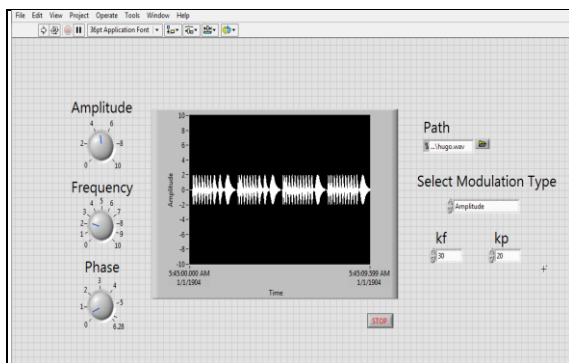 File Edit View Project Operate Tools Window Help
36pt Application Font
Amplitude
0 2 4 6 8 10
Frequency
0 1 2 3 4 5 6 7 8 9 10
Phase
0 1 2 3 4 5 6.28
Amplitude
10
8
6
4
2
0
-2
-4
-6
-8
-10
5:45:00.000 AM
1/1/1904
5:45:09.599 AM
1/1/1904
Time
Path
...\hugo.wav
Select Modulation Type
Amplitude
kf kp
30 20
STOP